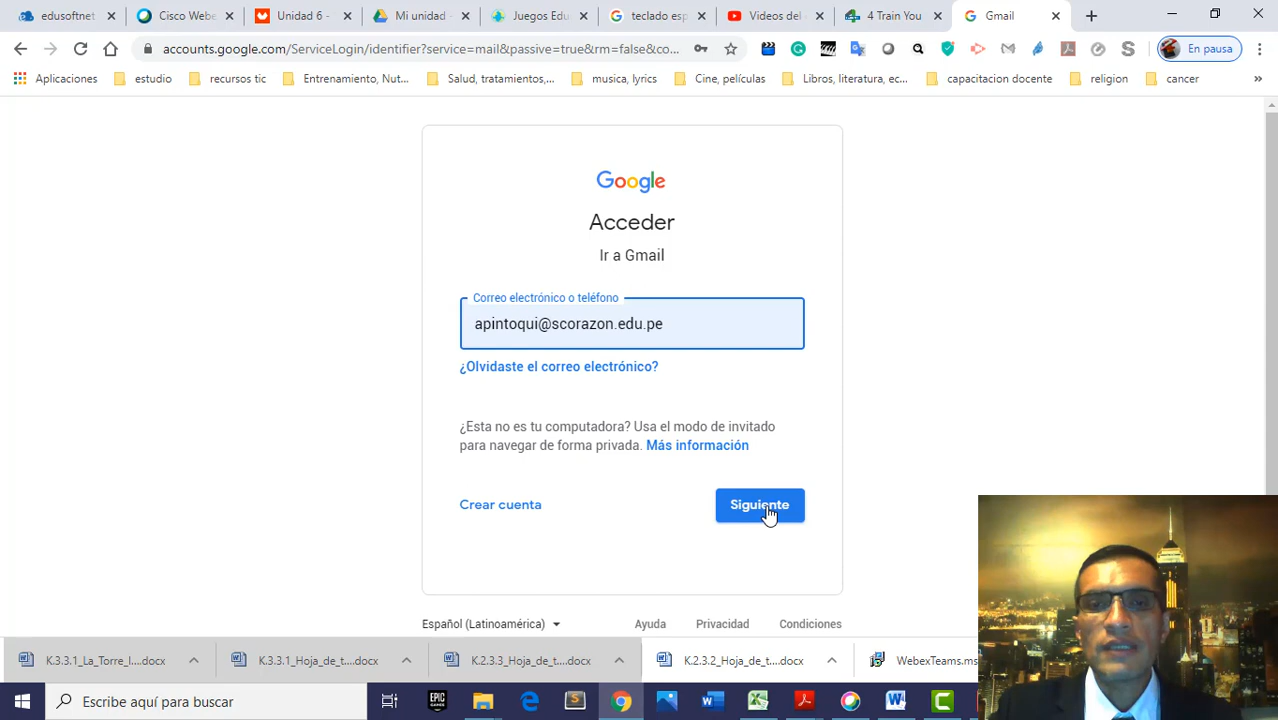 edusoftnet
Cisco Webe
Unidad 6 -
Mi unidad -
Juegos Edu
teclado esp
Videos del
4 Train You
Gmail
accounts.google.com/ServiceLogin/identifier?service=mail&passive=true&rm=false&co...
En pausa
Aplicaciones
estudio
recursos tic
Entrenamiento, Nut...
Salud, tratamientos,...
musica, lyrics
Cine, películas
Libros, literatura, ec...
capacitacion docente
religion
cancer
»
Google
Acceder
Ir a Gmail
Correo electrónico o teléfono
apintoqui@scorazon.edu.pe
¿Olvidaste el correo electrónico?
¿Esta no es tu computadora? Usa el modo de invitado
para navegar de forma privada. Más información
Crear cuenta
Siguiente
Español (Latinoamérica)
Ayuda
Privacidad
Condiciones
K.3.3.1_La_Torre_l....docx
K.3.3.1_Hoja_de_t....docx
K.2.3.3_Hoja_de_t....docx
K.2.3.2_Hoja_de_t....docx
WebexTeams.ms
Escribe aquí para buscar
EPIC
GAMES